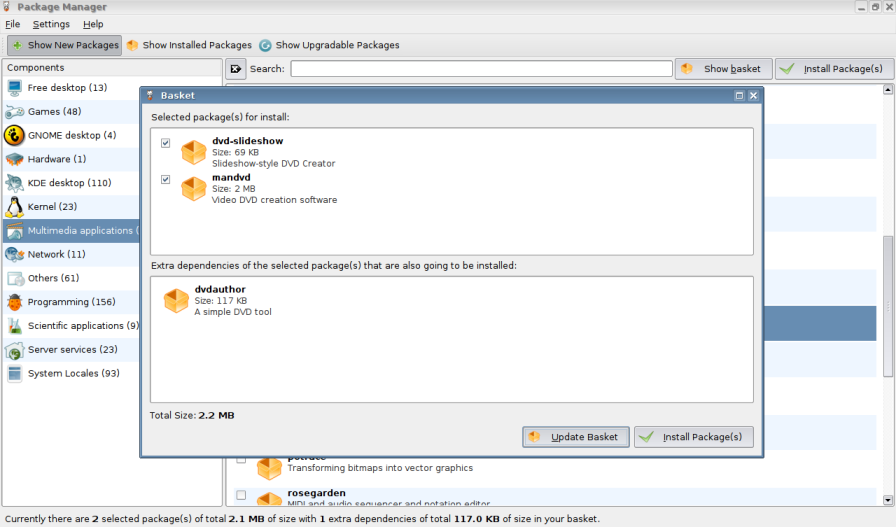 Package Manager
File Settings Help
Show New Packages Show Installed Packages Show Upgradable Packages
Components
Search:
Show basket
Install Package(s)
Free desktop (13)
Games (48)
GNOME desktop (4)
Hardware (1)
KDE desktop (110)
Kernel (23)
Multimedia applications (
Network (11)
Others (61)
Programming (156)
Scientific applications (9)
Server services (23)
System Locales (93)
Basket
Selected package(s) for install:
dvd-slideshow
Size: 69 KB
Slideshow-style DVD Creator
mandvd
Size: 2 MB
Video DVD creation software
Extra dependencies of the selected package(s) that are also going to be installed:
dvdauthor
Size: 117 KB
A simple DVD tool
Total Size: 2.2 MB
Update Basket
Install Package(s)
Transforming bitmaps into vector graphics
rosegarden
MIDI and audio sequencer and notation editor
Currently there are 2 selected package(s) of total 2.1 MB of size with 1 extra dependencies of total 117.0 KB of size in your basket.